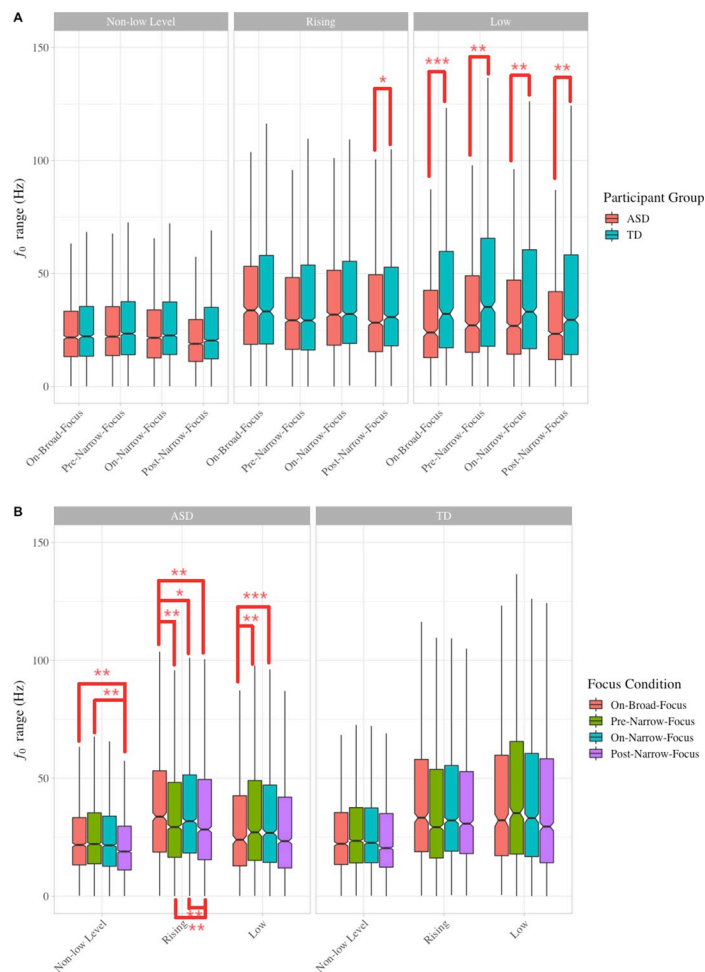 A
Non-low Level Rising Low
150
100
50
0
f0 range (Hz)
* *** ** ** **
Participant Group
ASD
TD
On-Broad-Focus Pre-Narrow-Focus On-Narrow-Focus Post-Narrow-Focus On-Broad-Focus Pre-Narrow-Focus On-Narrow-Focus Post-Narrow-Focus On-Broad-Focus Pre-Narrow-Focus On-Narrow-Focus Post-Narrow-Focus
B
ASD TD
150
100
50
0
f0 range (Hz)
** **
** * **
*** **
** **
Focus Condition
On-Broad-Focus
Pre-Narrow-Focus
On-Narrow-Focus
Post-Narrow-Focus
Non-low Level Rising Low Non-low Level Rising Low